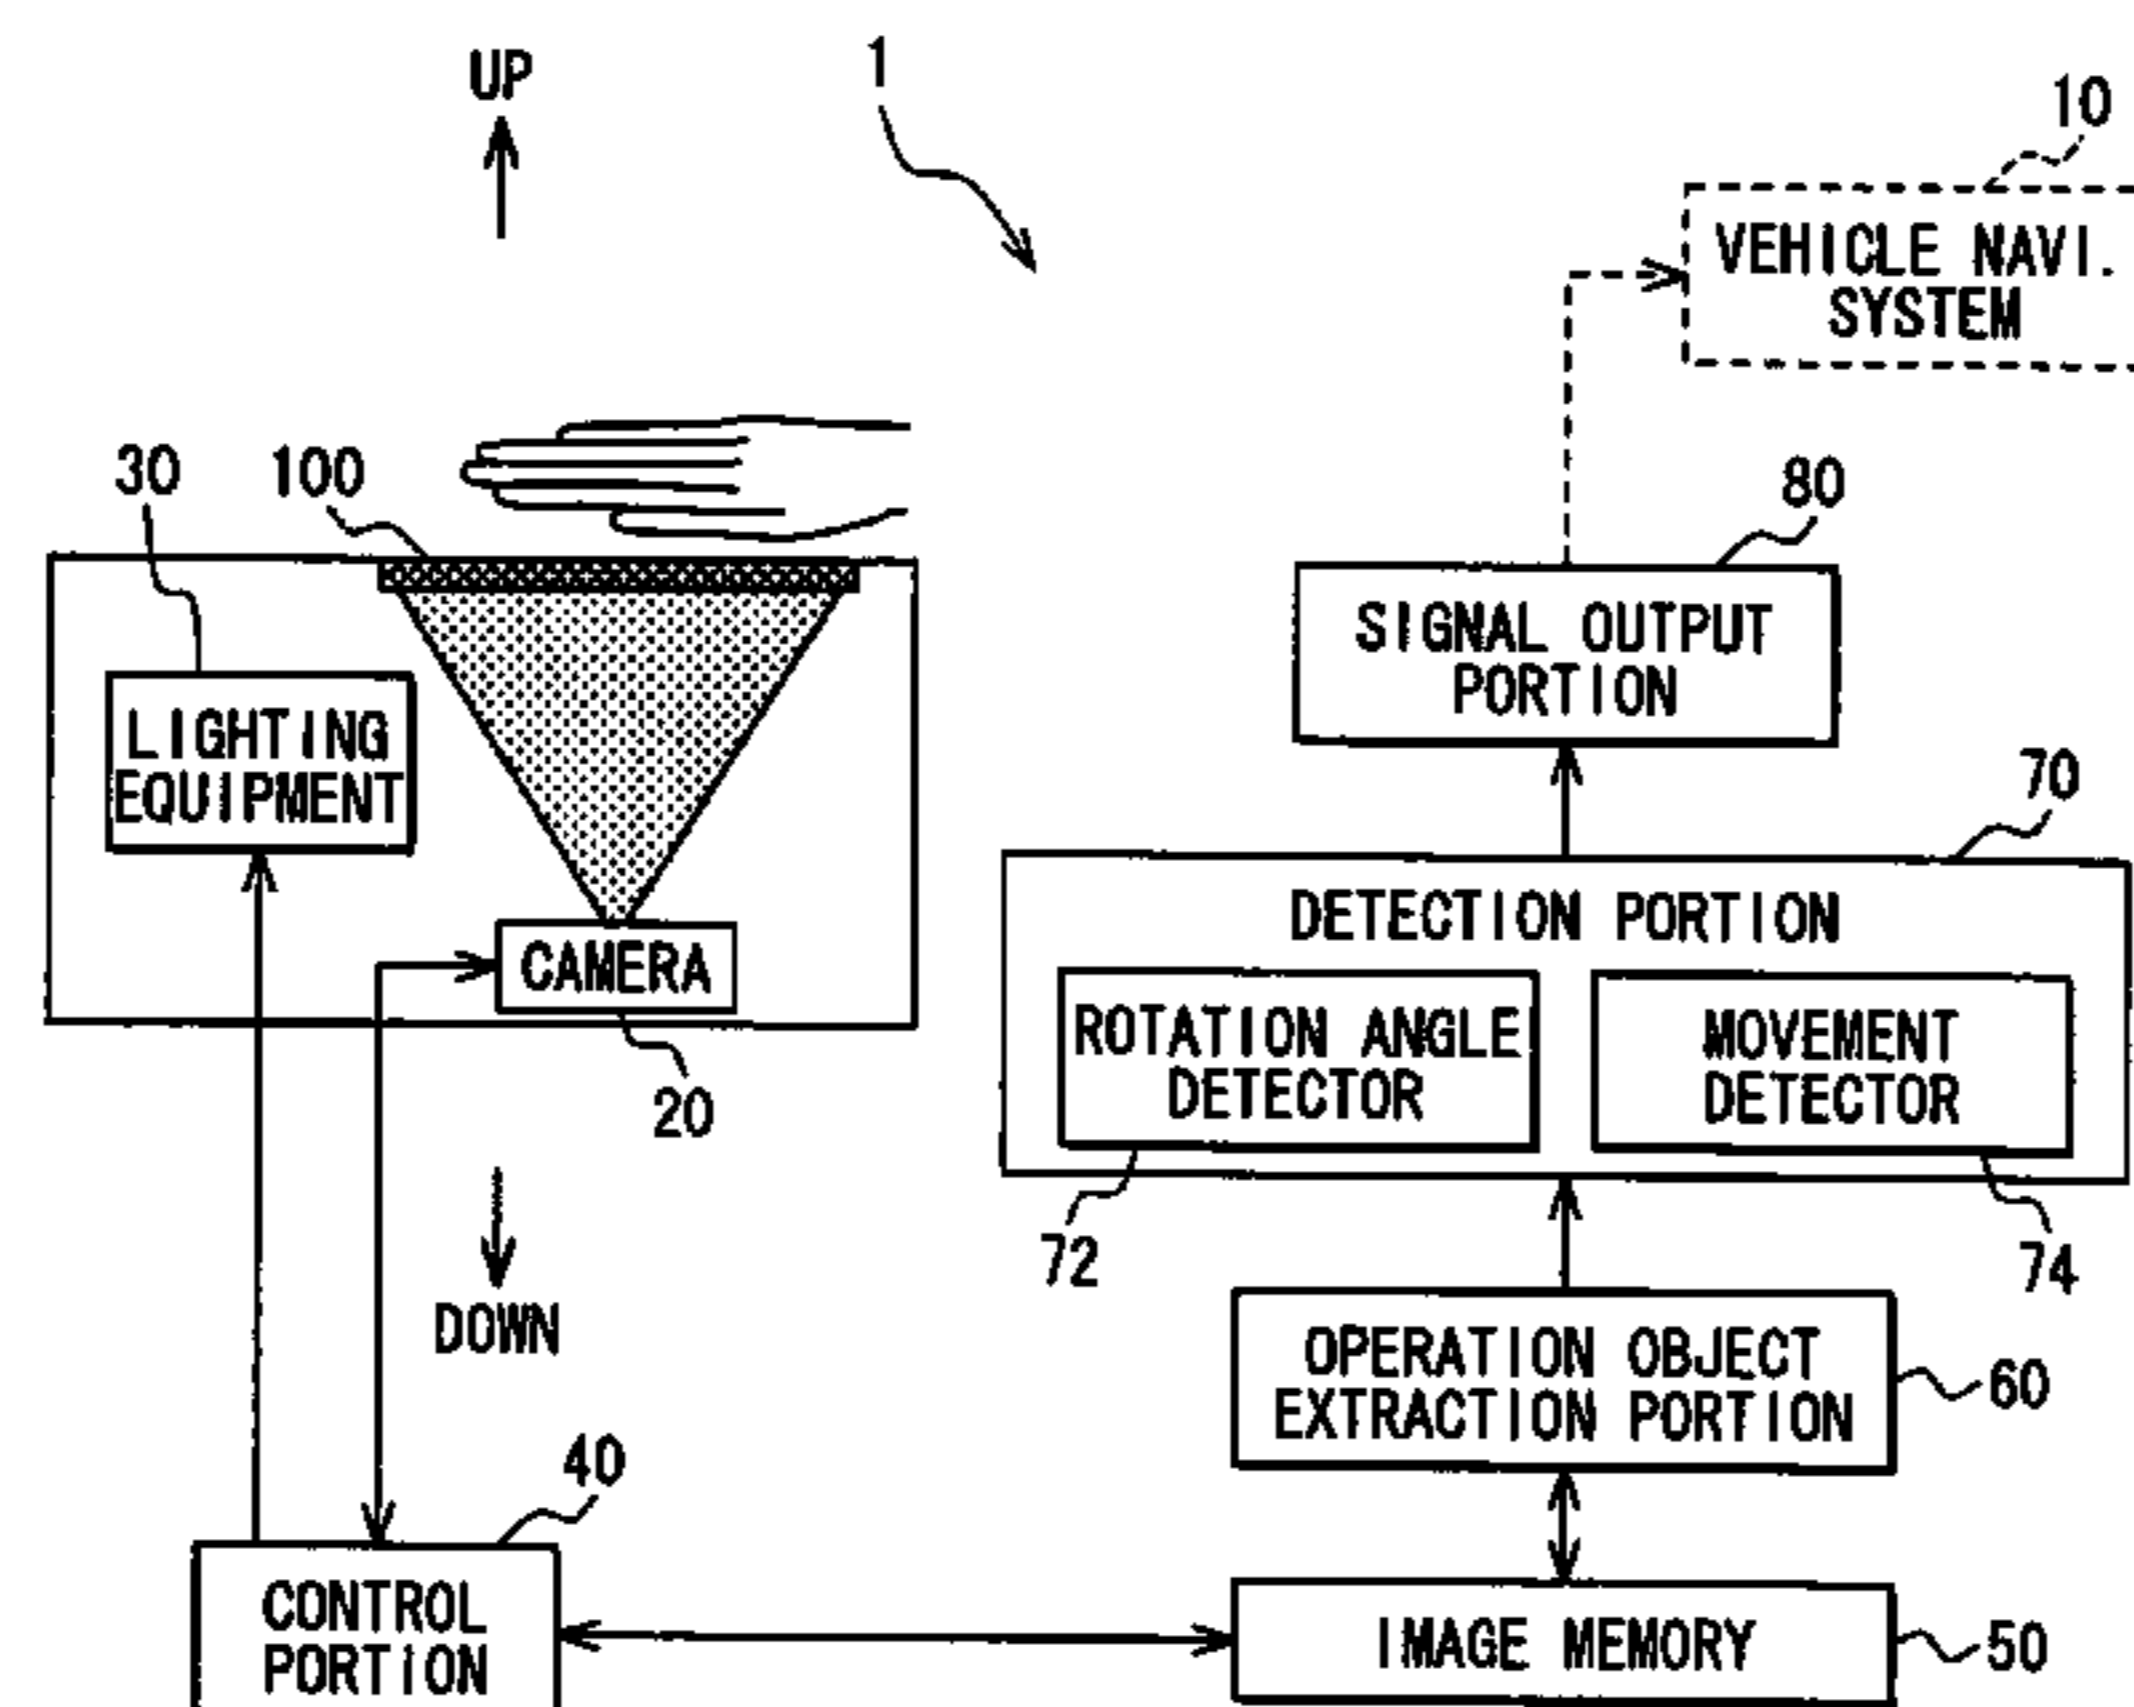 UP
1
10
VEHICLE NAVI.
SYSTEM
30
100
80
SIGNAL OUTPUT
PORTION
LIGHTING
EQUIPMENT
70
DETECTION PORTION
CAMERA
ROTATION ANGLE
DETECTOR
MOVEMENT
DETECTOR
20
72
74
DOWN
OPERATION OBJECT
EXTRACTION PORTION
60
40
CONTROL
PORTION
IMAGE MEMORY
50